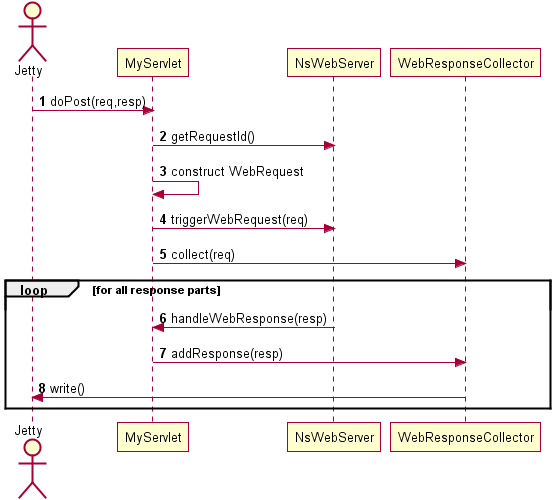 Jetty
MyServlet
NsWebServer
WebResponseCollector
1 doPost(req,resp)
2 getRequestId()
3 construct WebRequest
4 triggerWebRequest(req)
5 collect(req)
loop [for all response parts]
6 handleWebResponse(resp)
7 addResponse(resp)
8 write()
Jetty
MyServlet
NsWebServer
WebResponseCollector